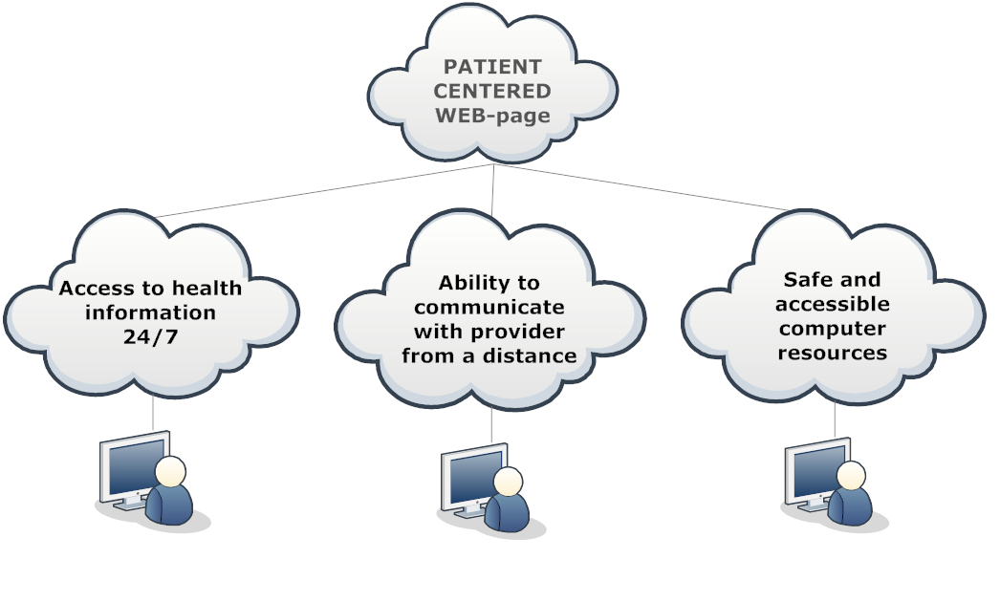 PATIENT
CENTERED
WEB-page
Access to health
information
24/7
Ability to
communicate
with provider
from a distance
Safe and
accessible
computer
resources